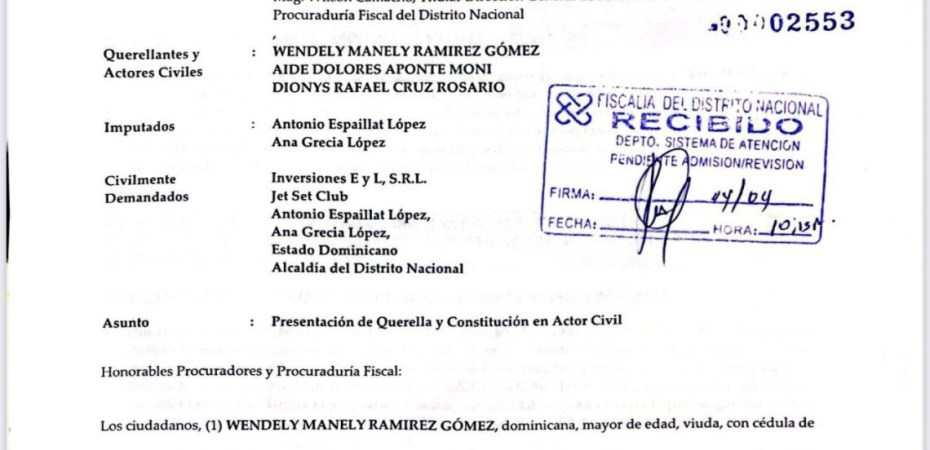 Procuraduría Fiscal del Distrito Nacional
02553
Querellantes y : WENDELY MANELY RAMIREZ GÓMEZ
Actores Civiles AIDE DOLORES APONTE MONI
DIONYS RAFAEL CRUZ ROSARIO
Imputados : Antonio Espaillat López
Ana Grecia López
Civilmente : Inversiones E y L, S.R.L.
Demandados Jet Set Club
Antonio Espaillat López,
Ana Grecia López,
Estado Dominicano
Alcaldía del Distrito Nacional
FISCALIA DEL DISTRITO NACIONAL
RECIBIDO
DEPTO. SISTEMA DE ATENCION
PENDIENTE ADMISION/REVISION
FIRMA:
FECHA: HORA:
Asunto : Presentación de Querella y Constitución en Actor Civil
Honorables Procuradores y Procuraduría Fiscal:
Los ciudadanos, (1) WENDELY MANELY RAMIREZ GÓMEZ, dominicana, mayor de edad, viuda, con cédula de